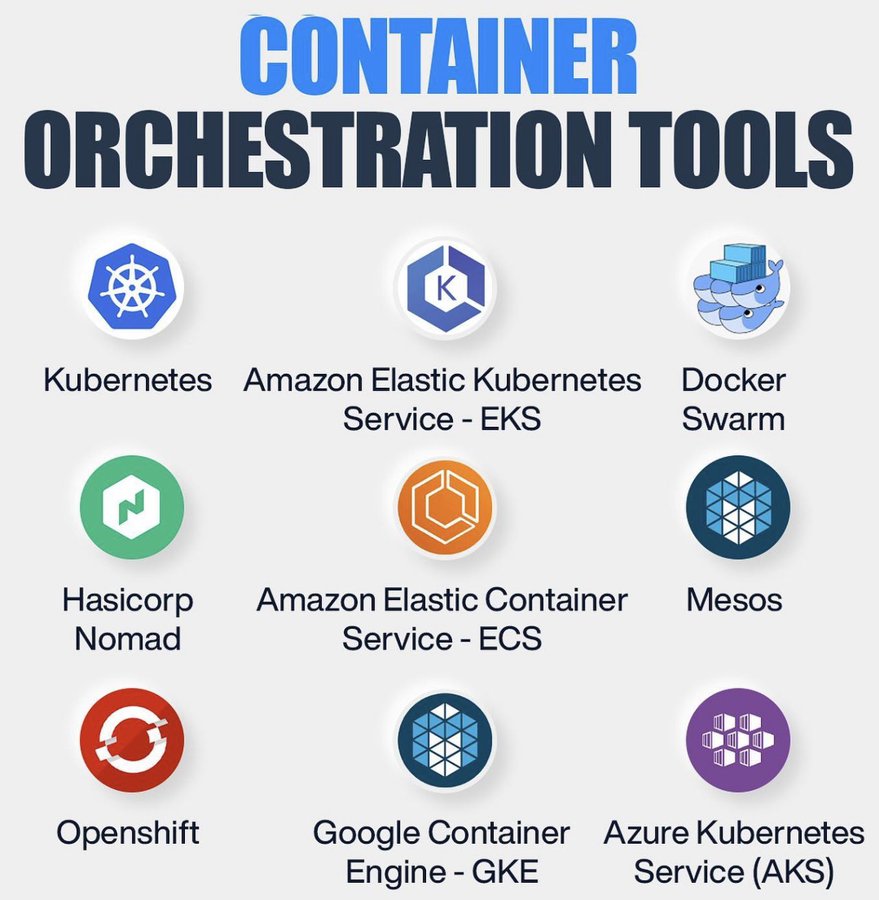 CONTAINER
ORCHESTRATION TOOLS
K
Kubernetes
Amazon Elastic Kubernetes
Service - EKS
Docker
Swarm
Hasicorp
Nomad
Amazon Elastic Container
Service - ECS
Mesos
Openshift
Google Container
Engine - GKE
Azure Kubernetes
Service (AKS)